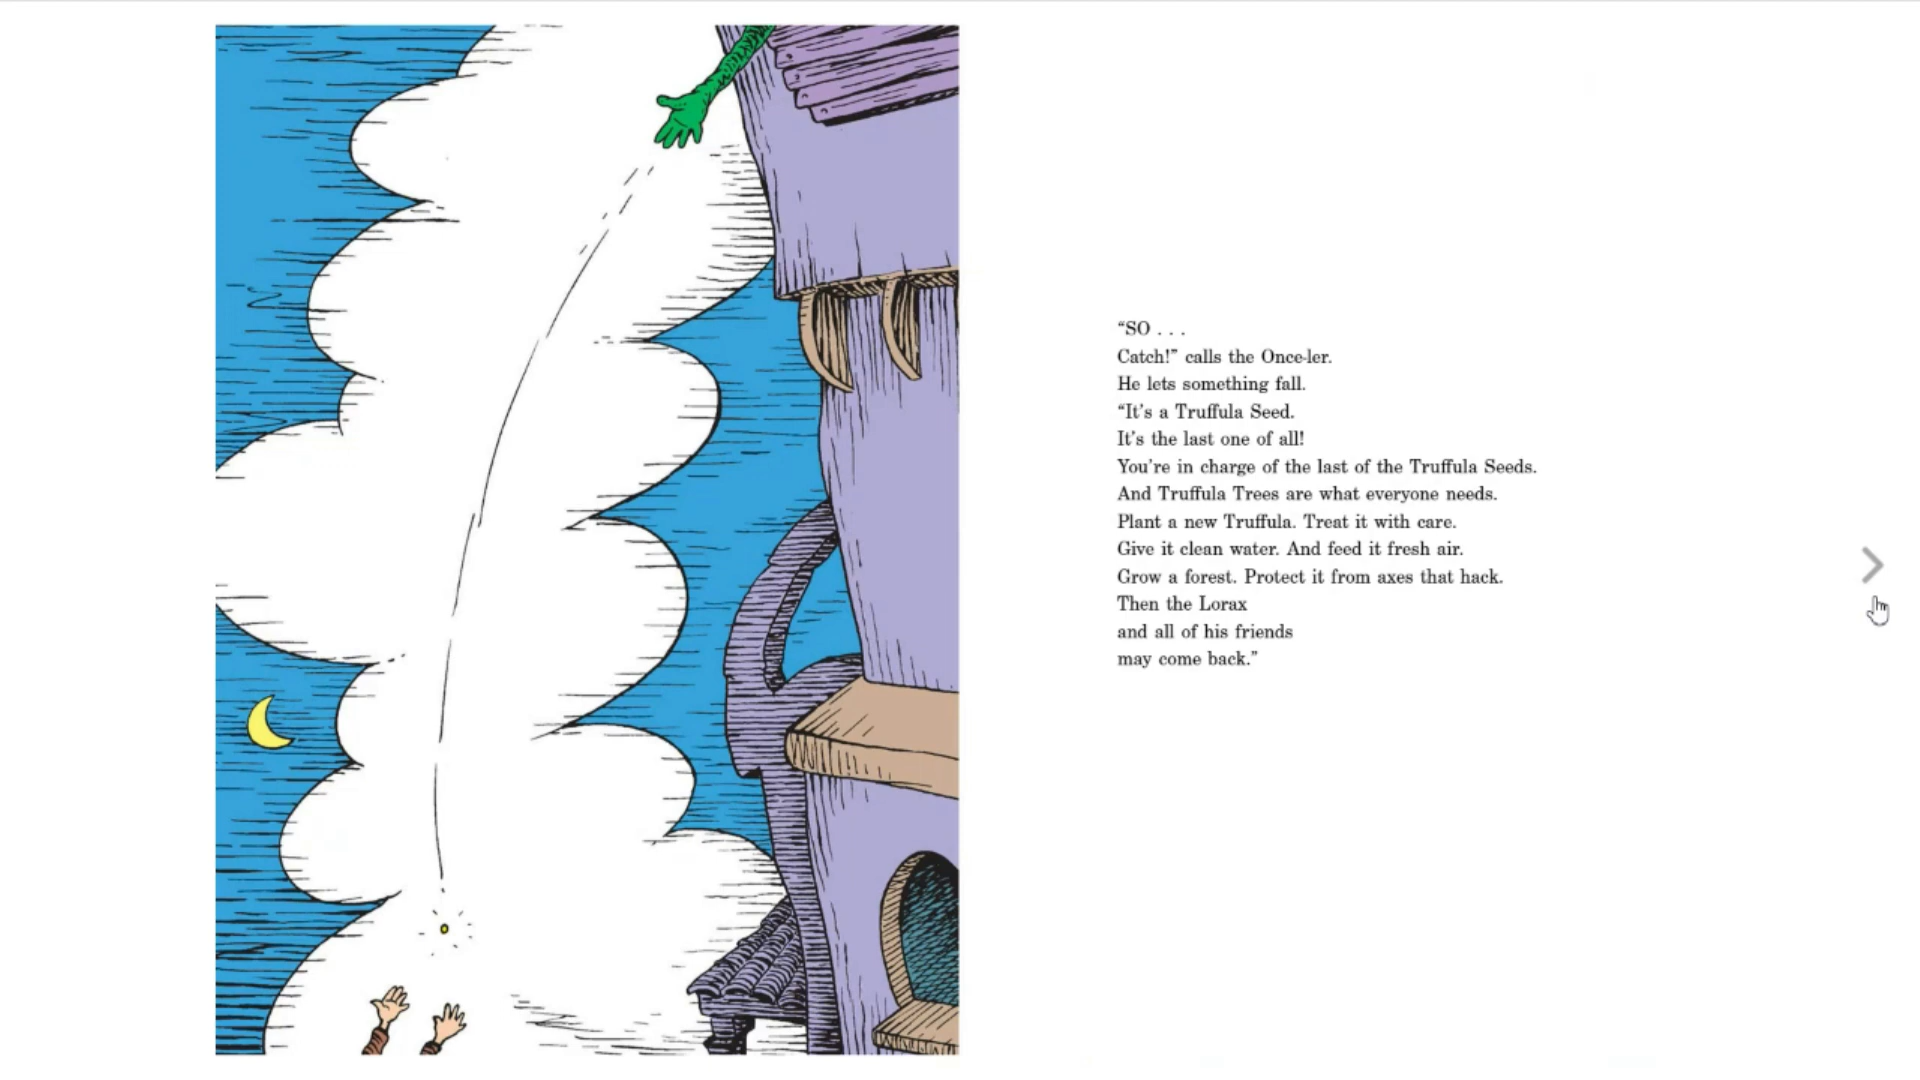 “SO . . .
Catch!” calls the Once-ler.
He lets something fall.
“It’s a Truffula Seed.
It’s the last one of all!
You’re in charge of the last of the Truffula Seeds.
And Truffula Trees are what everyone needs.
Plant a new Truffula. Treat it with care.
Give it clean water. And feed it fresh air.
Grow a forest. Protect it from axes that hack.
Then the Lorax
and all of his friends
may come back.”